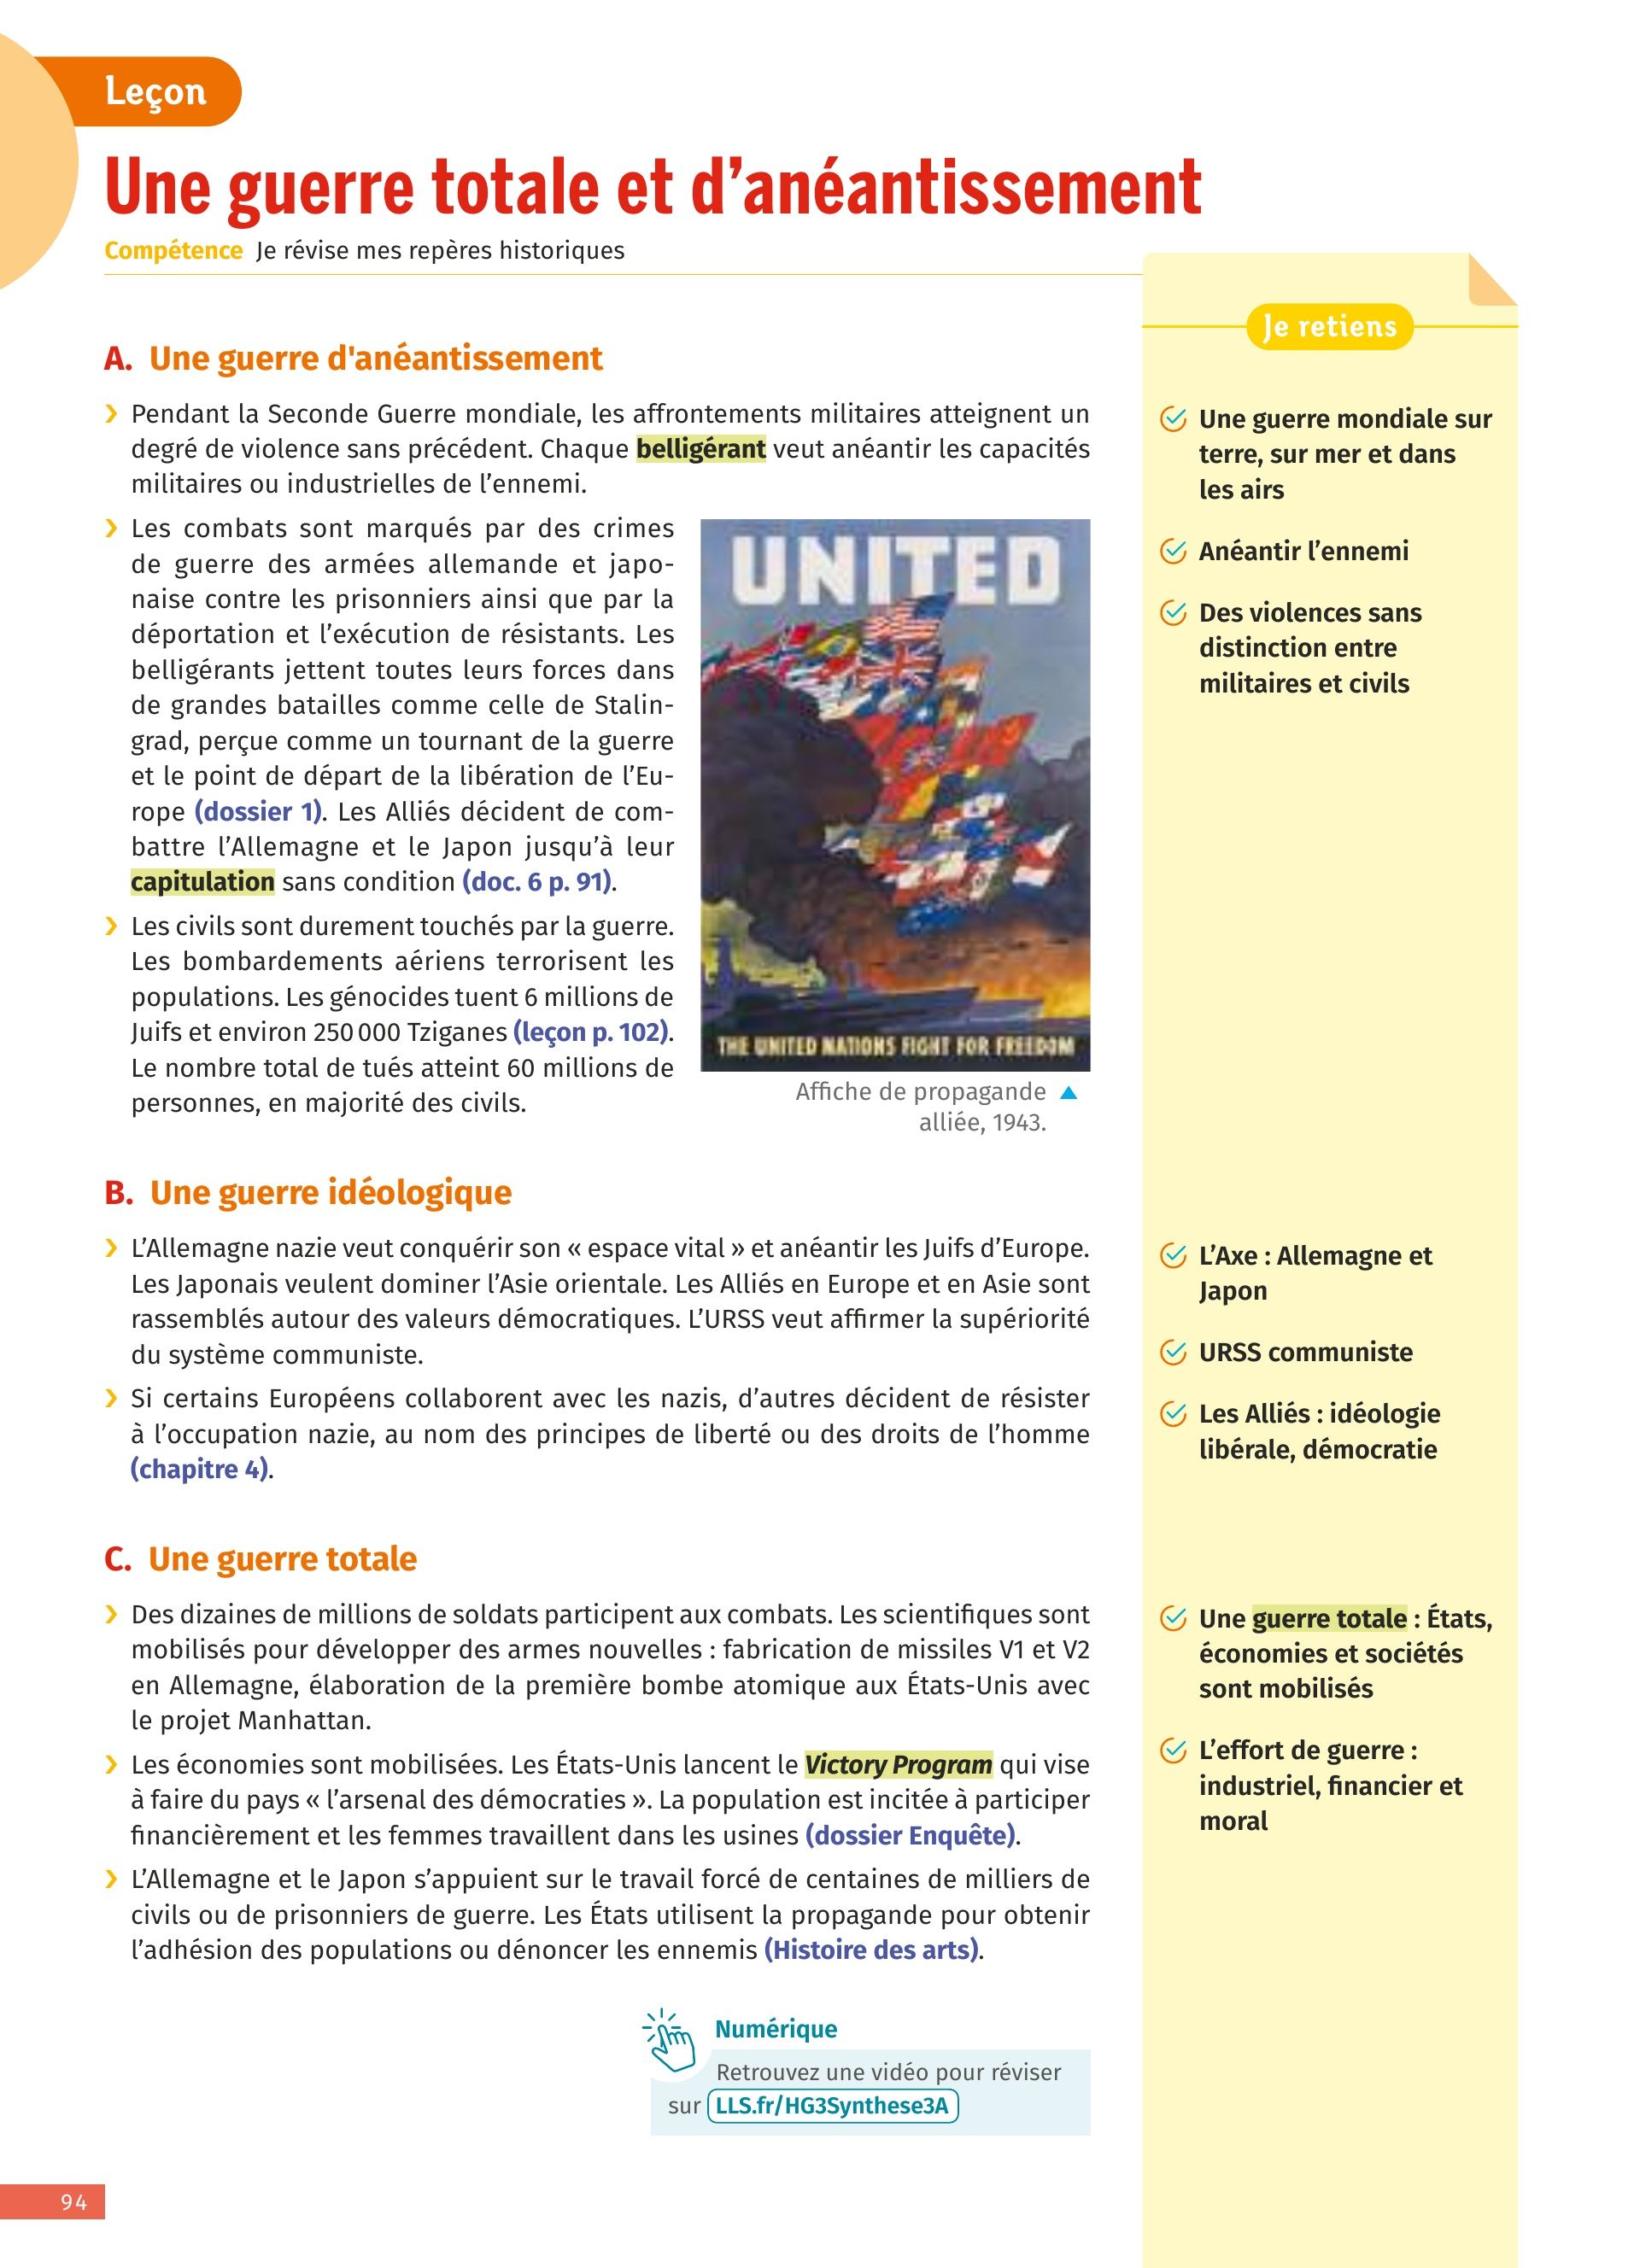 Leçon
Une guerre totale et d’anéantissement
Compétence Je révise mes repères historiques
A. Une guerre d'anéantissement
Pendant la Seconde Guerre mondiale, les affrontements militaires atteignent un
degré de violence sans précédent. Chaque belligérant veut anéantir les capacités
militaires ou industrielles de l’ennemi.
Les combats sont marqués par des crimes
de guerre des armées allemande et japo-
naise contre les prisonniers ainsi que par la
déportation et l’exécution de résistants. Les
belligérants jettent toutes leurs forces dans
de grandes batailles comme celle de Stalin-
grad, perçue comme un tournant de la guerre
et le point de départ de la libération de l’Eu-
rope (dossier 1). Les Alliés décident de com-
battre l’Allemagne et le Japon jusqu’à leur
capitulation sans condition (doc. 6 p. 91).
Les civils sont durement touchés par la guerre.
Les bombardements aériens terrorisent les
populations. Les génocides tuent 6 millions de
Juifs et environ 250 000 Tziganes (leçon p. 102).
Le nombre total de tués atteint 60 millions de
personnes, en majorité des civils.
UNITED
THE UNITED NATIONS FIGHT FOR FREEDOM
Affiche de propagande
alliée, 1943.
B. Une guerre idéologique
L’Allemagne nazie veut conquérir son « espace vital » et anéantir les Juifs d’Europe.
Les Japonais veulent dominer l’Asie orientale. Les Alliés en Europe et en Asie sont
rassemblés autour des valeurs démocratiques. L’URSS veut affirmer la supériorité
du système communiste.
Si certains Européens collaborent avec les nazis, d’autres décident de résister
à l’occupation nazie, au nom des principes de liberté ou des droits de l’homme
(chapitre 4).
C. Une guerre totale
Des dizaines de millions de soldats participent aux combats. Les scientifiques sont
mobilisés pour développer des armes nouvelles : fabrication de missiles V1 et V2
en Allemagne, élaboration de la première bombe atomique aux États-Unis avec
le projet Manhattan.
Les économies sont mobilisées. Les États-Unis lancent le Victory Program qui vise
à faire du pays « l’arsenal des démocraties ». La population est incitée à participer
financièrement et les femmes travaillent dans les usines (dossier Enquête).
L’Allemagne et le Japon s’appuient sur le travail forcé de centaines de milliers de
civils ou de prisonniers de guerre. Les États utilisent la propagande pour obtenir
l’adhésion des populations ou dénoncer les ennemis (Histoire des arts).
Numérique
Retrouvez une vidéo pour réviser
sur LLS.fr/HG3Synthese3A
Je retiens
Une guerre mondiale sur
terre, sur mer et dans
les airs
Anéantir l’ennemi
Des violences sans
distinction entre
militaires et civils
L’Axe : Allemagne et
Japon
URSS communiste
Les Alliés : idéologie
libérale, démocratie
Une guerre totale : États,
économies et sociétés
sont mobilisés
L’effort de guerre :
industriel, financier et
moral
94